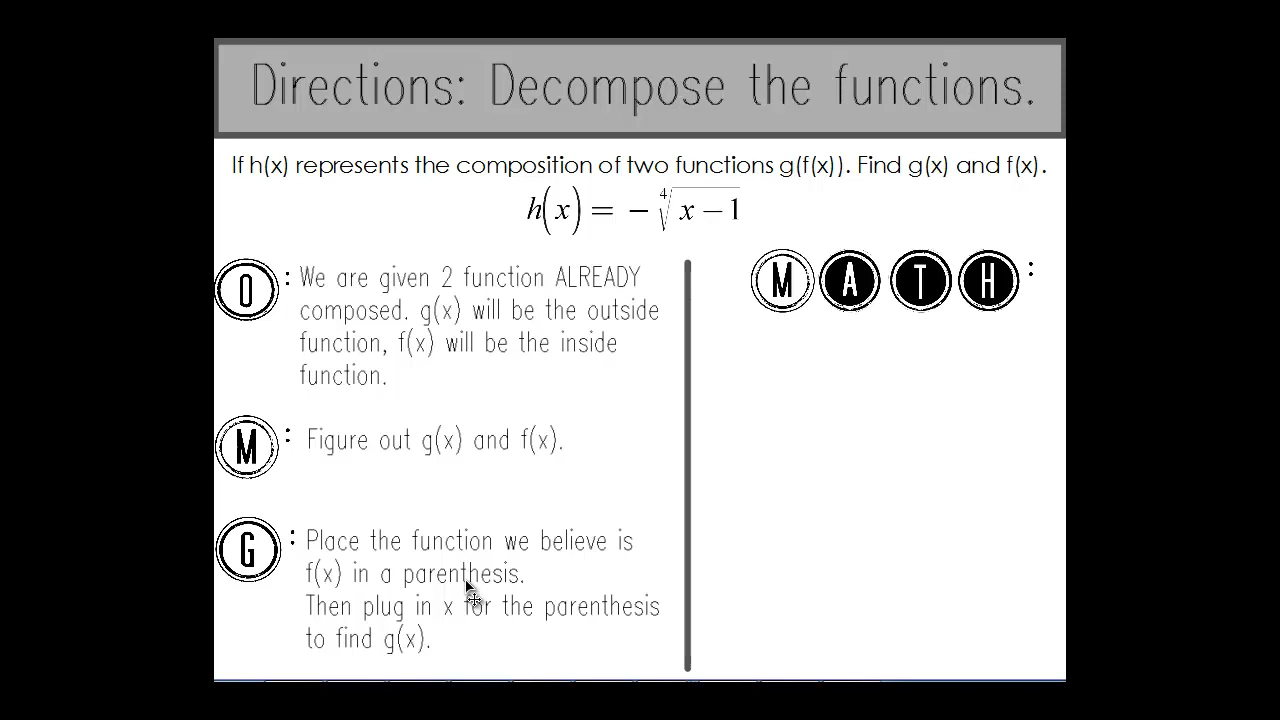 Directions: Decompose the functions.
If h(x) represents the composition of two functions g(f(x)). Find g(x) and f(x).
h(x) = − ∜(x − 1)
O : We are given 2 function ALREADY
composed. g(x) will be the outside
function, f(x) will be the inside
function.
M : Figure out g(x) and f(x).
G : Place the function we believe is
f(x) in a parenthesis.
Then plug in x for the parenthesis
to find g(x).
M A T H :